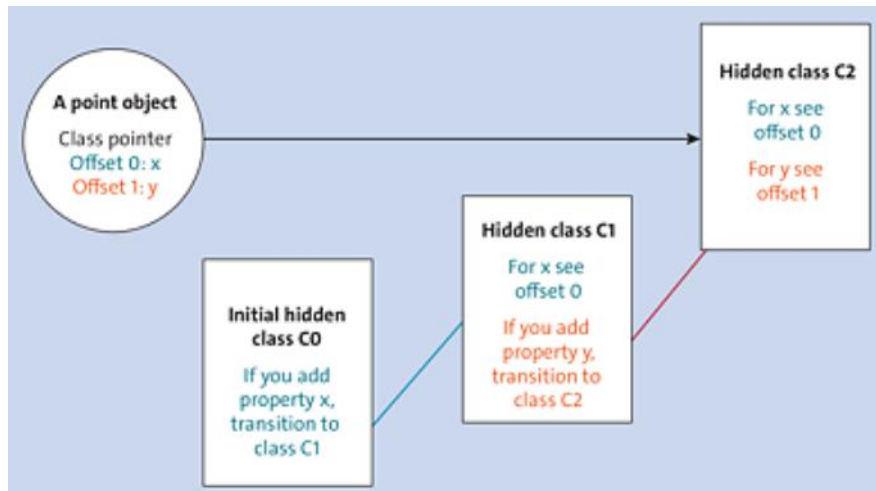 A point object
Class pointer
Offset 0: x
Offset 1: y
Initial hidden
class C0
If you add
property x,
transition to
class C1
Hidden class C1
For x see
offset 0
If you add
property y,
transition to
class C2
Hidden class C2
For x see
offset 0
For y see
offset 1